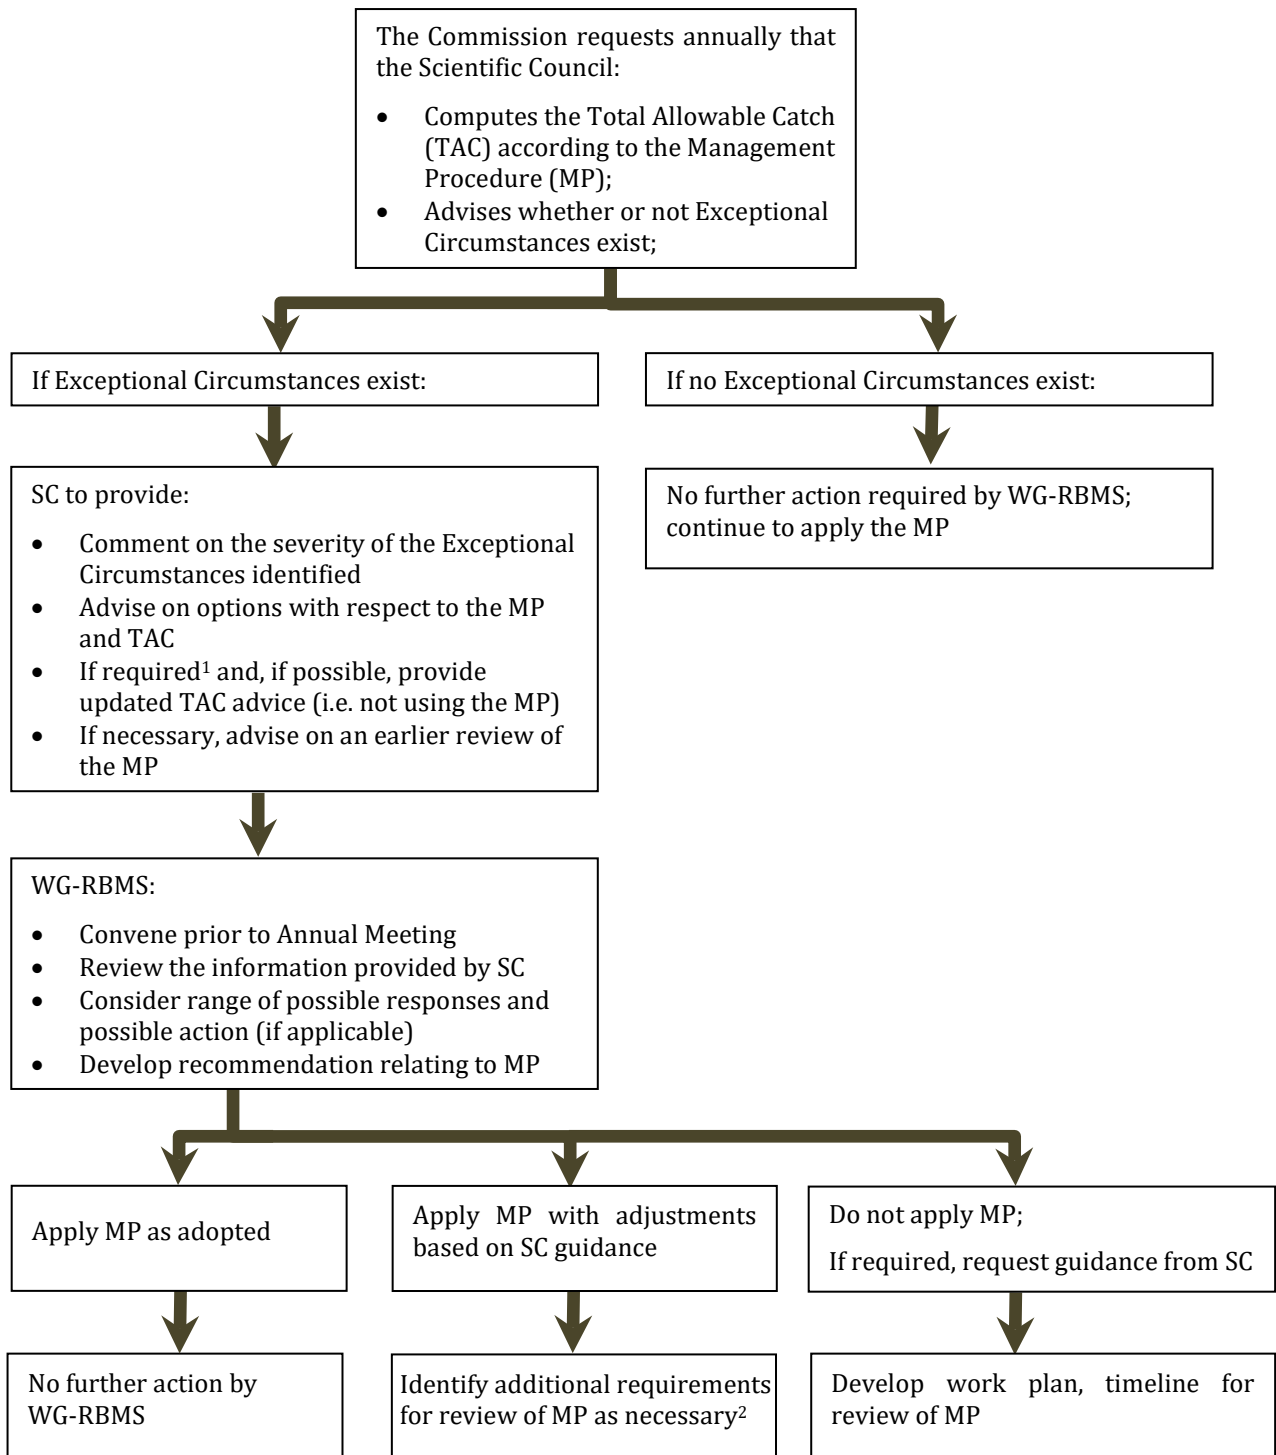 The Commission requests annually that
the Scientific Council:
• Computes the Total Allowable Catch
(TAC) according to the Management
Procedure (MP);
• Advises whether or not Exceptional
Circumstances exist;
If Exceptional Circumstances exist:
If no Exceptional Circumstances exist:
SC to provide:
• Comment on the severity of the Exceptional
Circumstances identified
• Advise on options with respect to the MP
and TAC
• If required¹ and, if possible, provide
updated TAC advice (i.e. not using the MP)
• If necessary, advise on an earlier review of
the MP
No further action required by WG-RBMS;
continue to apply the MP
WG-RBMS:
• Convene prior to Annual Meeting
• Review the information provided by SC
• Consider range of possible responses and
possible action (if applicable)
• Develop recommendation relating to MP
Apply MP as adopted
Apply MP with adjustments
based on SC guidance
Do not apply MP;
If required, request guidance from SC
No further action by
WG-RBMS
Identify additional requirements
for review of MP as necessary²
Develop work plan, timeline for
review of MP